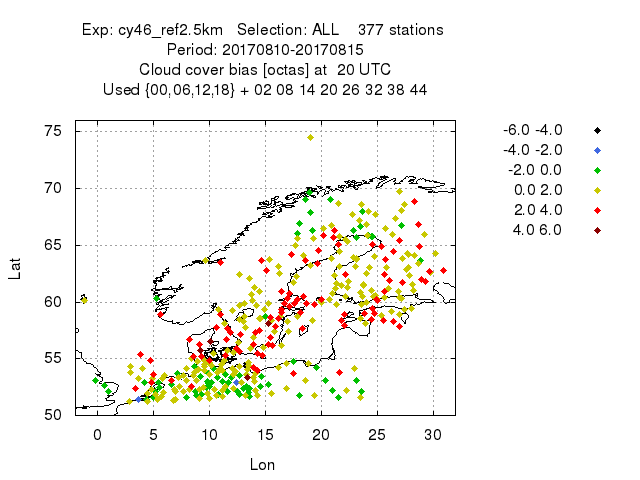 Exp: cy46_ref2.5km   Selection: ALL    377 stations
Period: 20170810-20170815
Cloud cover bias [octas] at  20 UTC
Used {00,06,12,18} + 02 08 14 20 26 32 38 44
75
70
65
60
55
50
Lat
0 5 10 15 20 25 30
Lon
-6.0 -4.0
-4.0 -2.0
-2.0 0.0
0.0 2.0
2.0 4.0
4.0 6.0